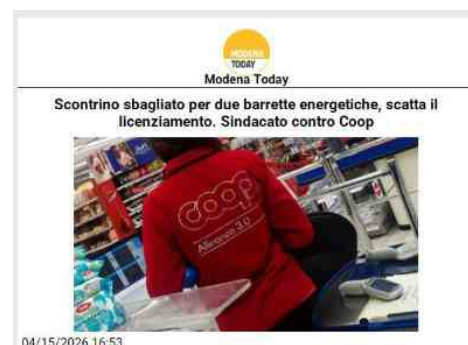 MODENA
TODAY
Modena Today
Scontrino sbagliato per due barrette energetiche, scatta il
licenziamento. Sindacato contro Coop
coop
Alleanza 3.0
04/15/2026 16:53